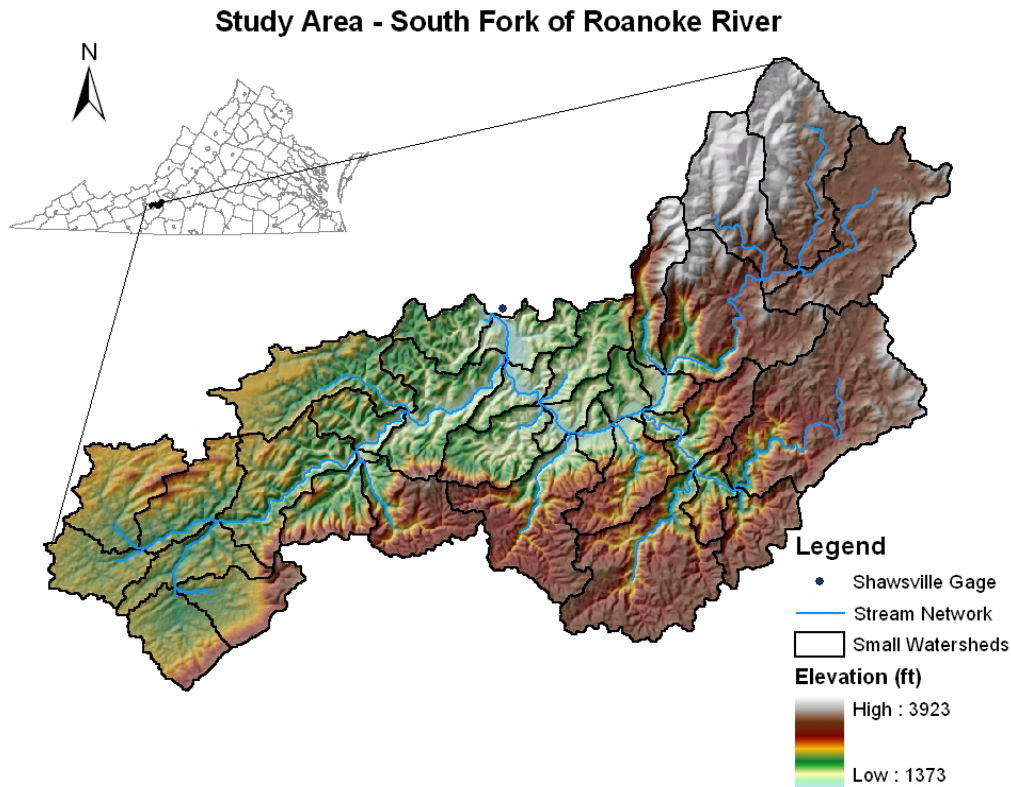 Study Area - South Fork of Roanoke River
N
Legend
Shawsville Gage
Stream Network
Small Watersheds
Elevation (ft)
High : 3923
Low : 1373